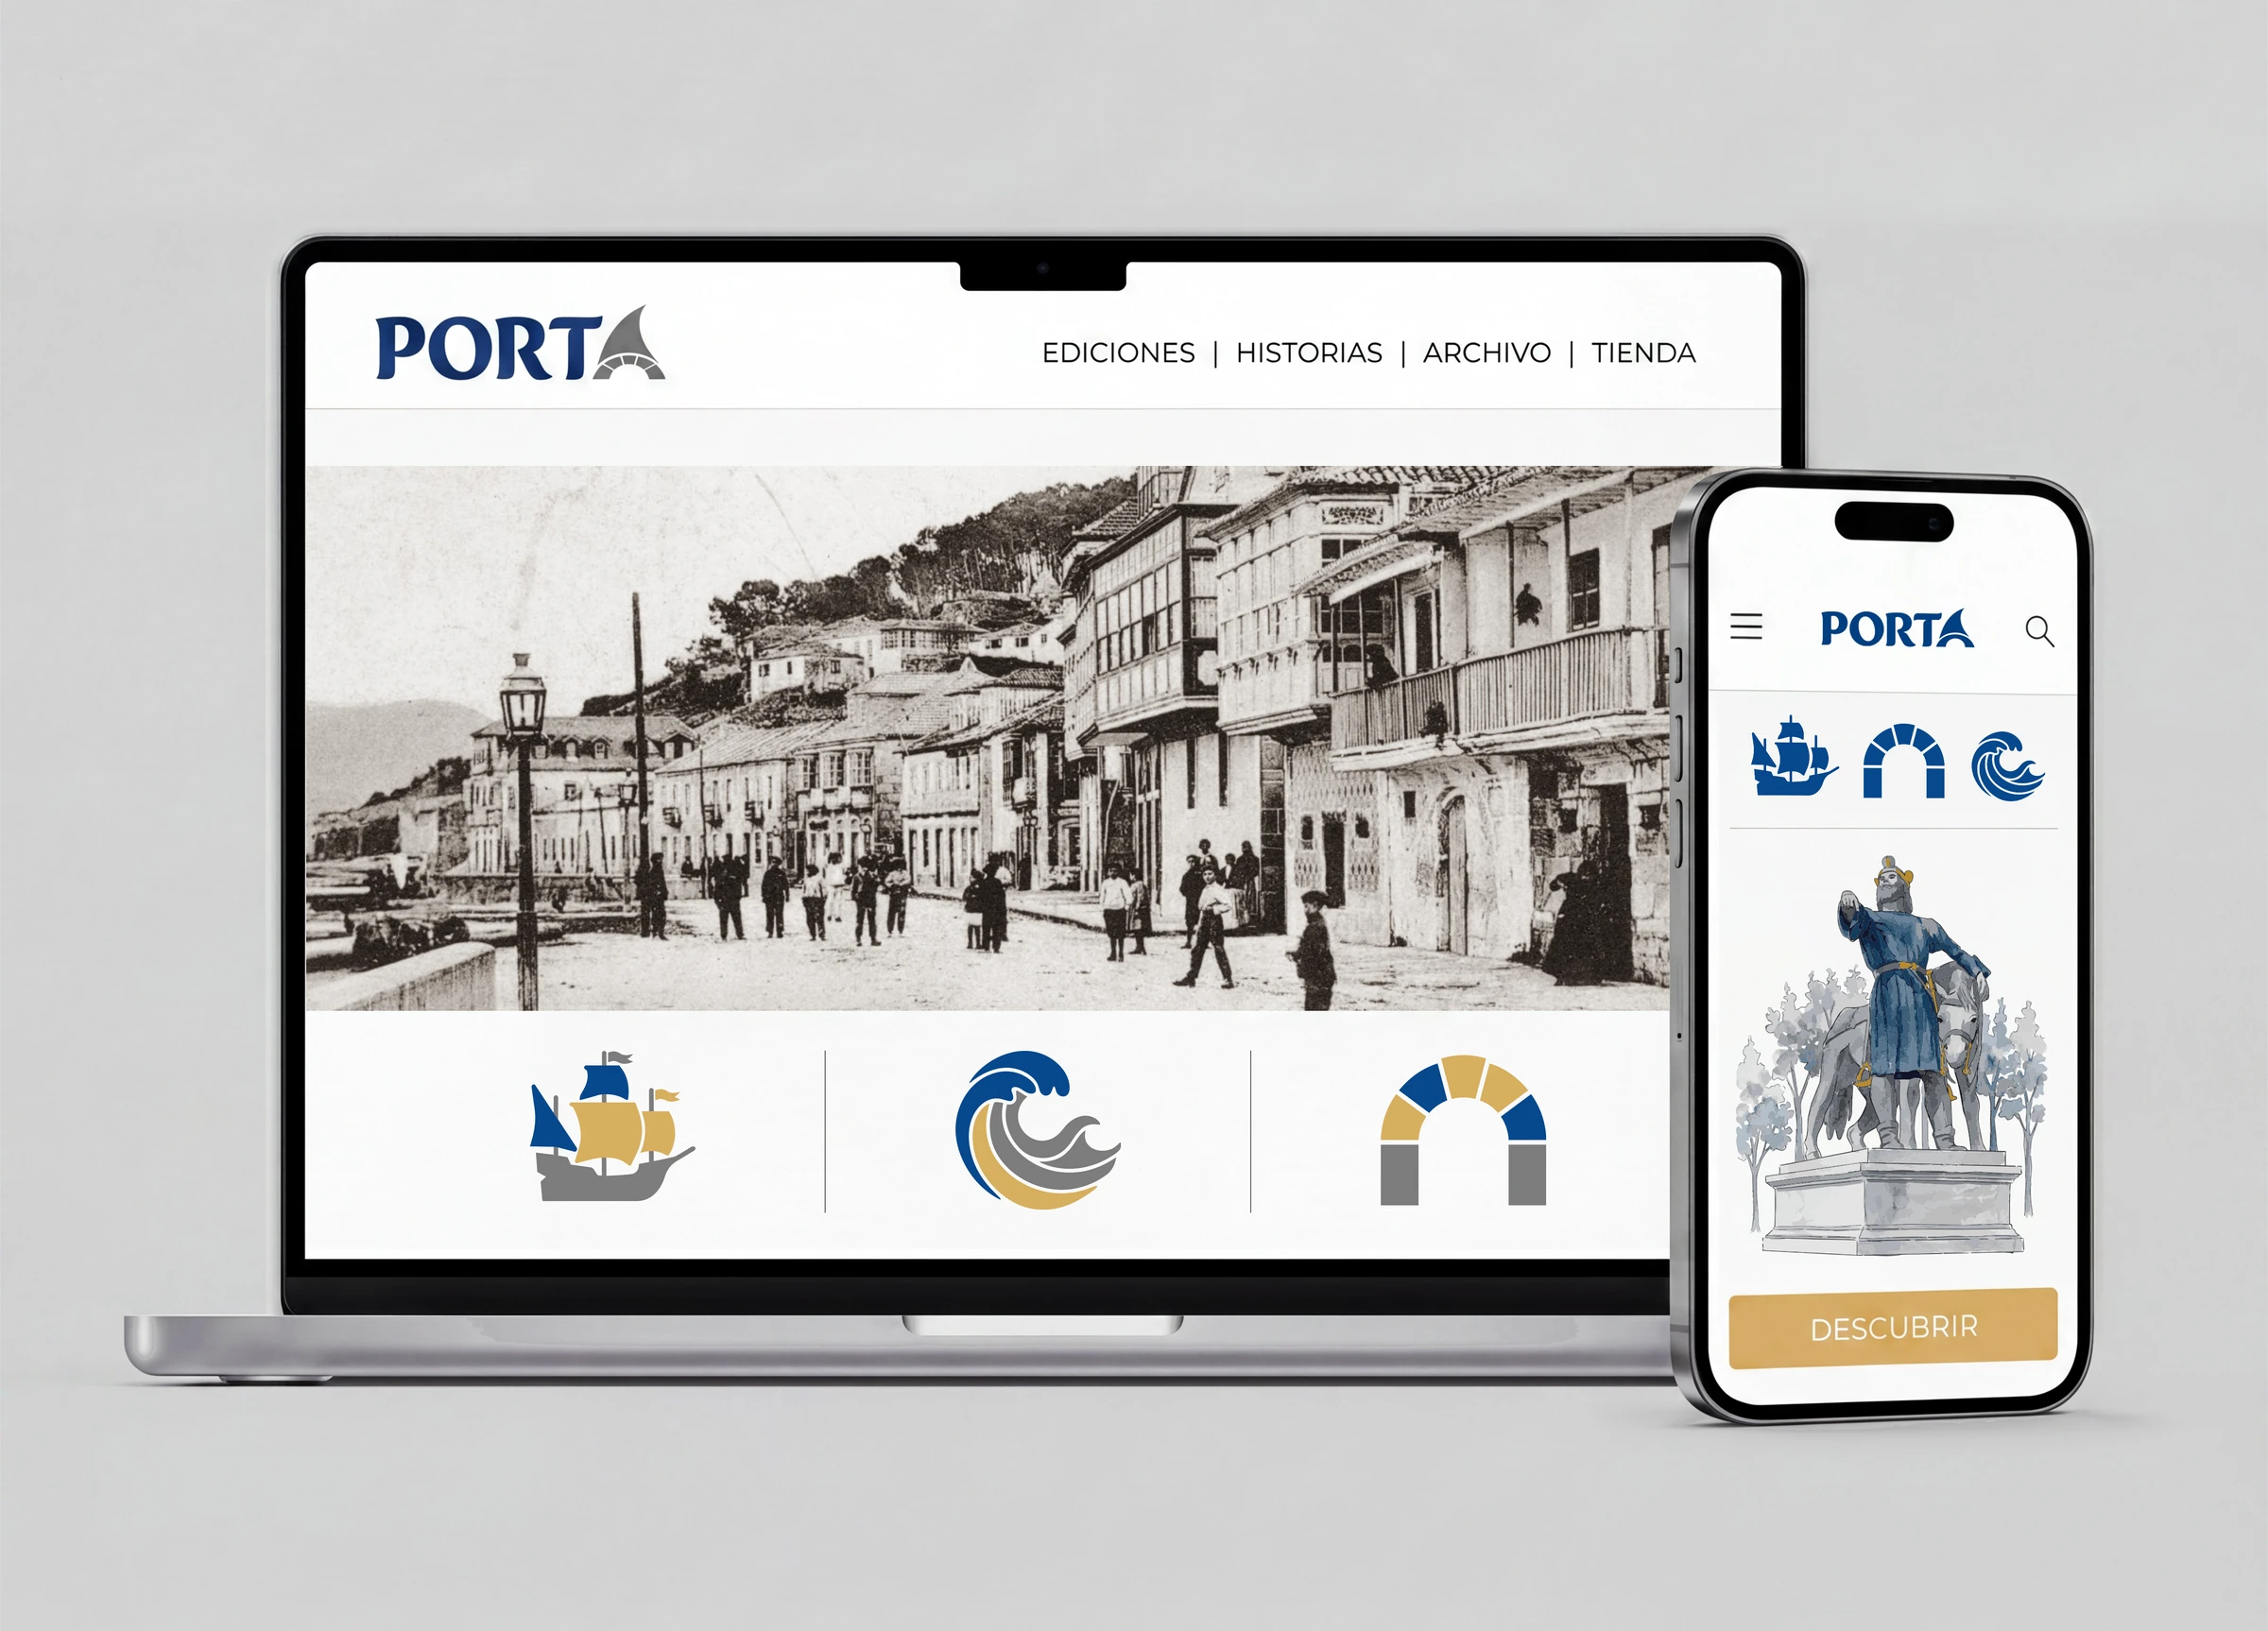 PORTA
EDICIONES | HISTORIAS | ARCHIVO | TIENDA
PORTA
DESCUBRIR